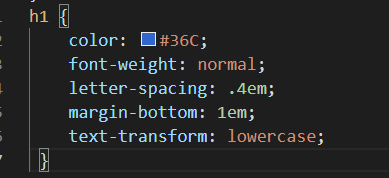 h1 {
color: #36C;
font-weight: normal;
letter-spacing: .4em;
margin-bottom: 1em;
text-transform: lowercase;
}